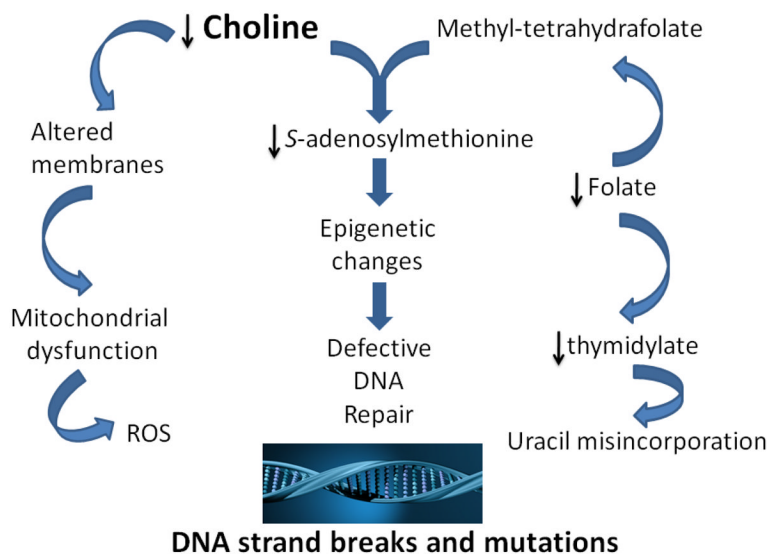 ↓ Choline
Methyl-tetrahydrafolate
Altered
membranes
↓ S-adenosylmethionine
↓ Folate
Epigenetic
changes
Mitochondrial
dysfunction
Defective
DNA
Repair
↓ thymidylate
ROS
Uracil misincorporation
DNA strand breaks and mutations